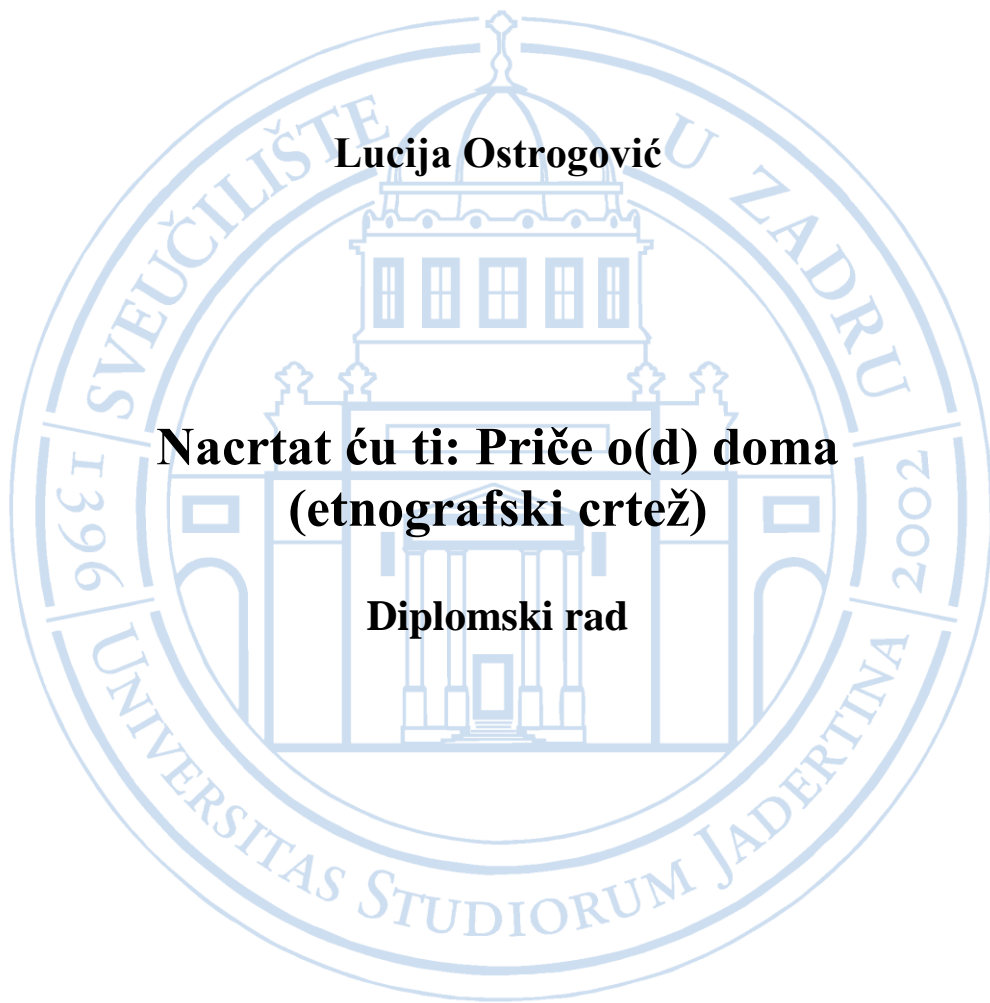 Lucija Ostrogović
Nacrtat ću ti: Priče o(d) doma
(etnografski crtež)
Diplomski rad
SVEUČILIŠTE U ZADRU
1396
2002
UNIVERSITAS STUDIORUM JADERTINA